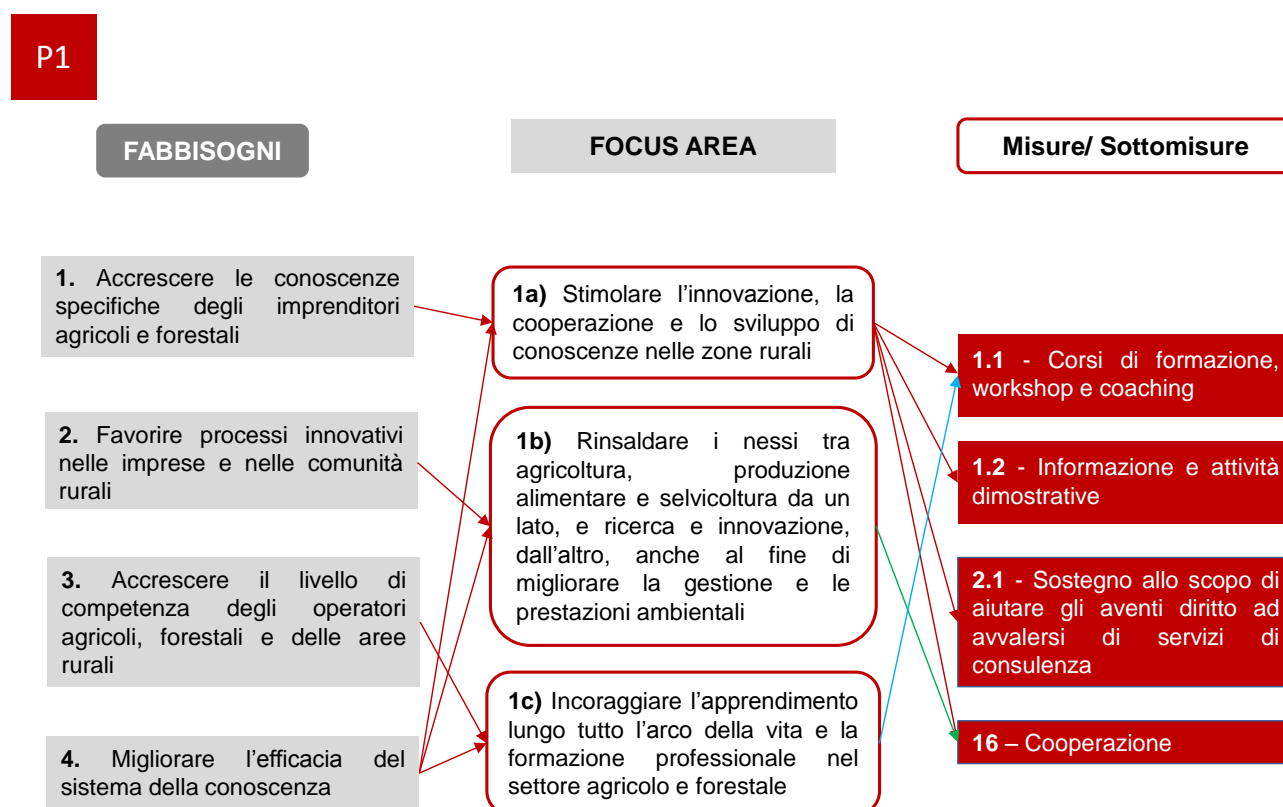 P1
FABBISOGNI
FOCUS AREA
Misure/ Sottomisure
1. Accrescere le conoscenze
specifiche degli imprenditori
agricoli e forestali
2. Favorire processi innovativi
nelle imprese e nelle comunità
rurali
3. Accrescere il livello di
competenza degli operatori
agricoli, forestali e delle aree
rurali
4. Migliorare l’efficacia del
sistema della conoscenza
1a) Stimolare l’innovazione, la
cooperazione e lo sviluppo di
conoscenze nelle zone rurali
1b) Rinsaldare i nessi tra
agricoltura, produzione
alimentare e selvicoltura da un
lato, e ricerca e innovazione,
dall’altro, anche al fine di
migliorare la gestione e le
prestazioni ambientali
1c) Incoraggiare l’apprendimento
lungo tutto l’arco della vita e la
formazione professionale nel
settore agricolo e forestale
1.1 - Corsi di formazione,
workshop e coaching
1.2 - Informazione e attività
dimostrative
2.1 - Sostegno allo scopo di
aiutare gli aventi diritto ad
avvalersi di servizi di
consulenza
16 – Cooperazione